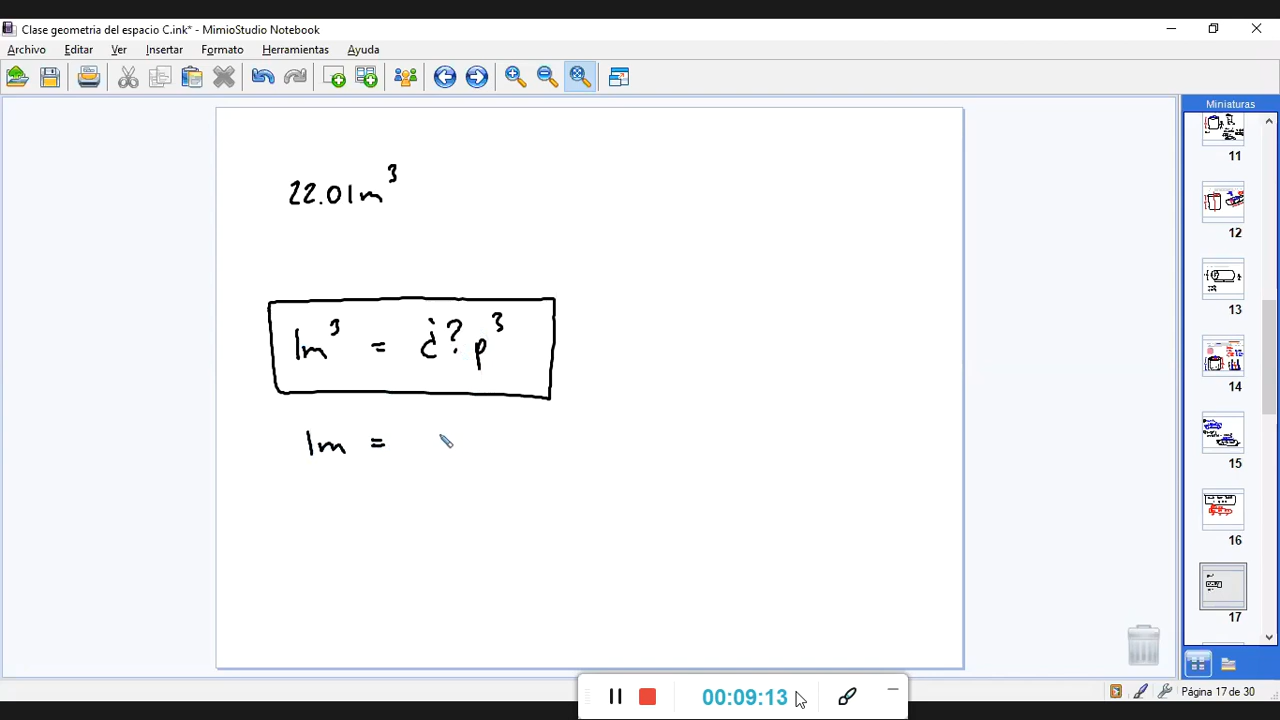 Clase geometria del espacio C.ink* - MimioStudio Notebook
Archivo Editar Ver Insertar Formato Herramientas Ayuda
Miniaturas
22.01m³
1m³ = ¿? p³
1m =
11
12
13
14
15
16
17
00:09:13
Página 17 de 30